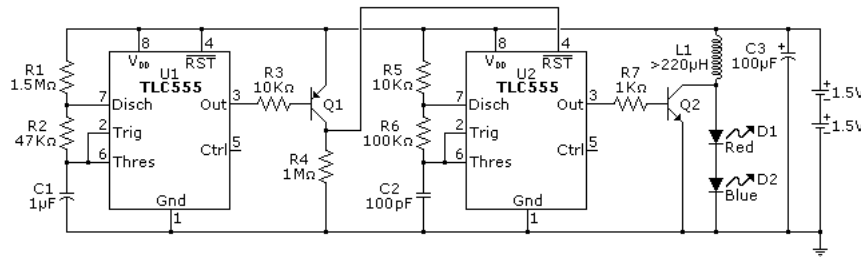 8
4
V DD
RST
U1
TLC555
R1
1.5MΩ
7
Disch
Out
3
R3
10KΩ
Q1
R2
47KΩ
2
Trig
6
Thres
Ctrl
5
R4
1MΩ
C1
1µF
Gnd
1
8
4
V DD
RST
U2
TLC555
R5
10KΩ
7
Disch
Out
3
R7
1KΩ
Q2
R6
100KΩ
2
Trig
6
Thres
Ctrl
5
C2
100pF
Gnd
1
L1
>220µH
C3
+
100µF
+
1.5V
+
1.5V
D1
Red
D2
Blue